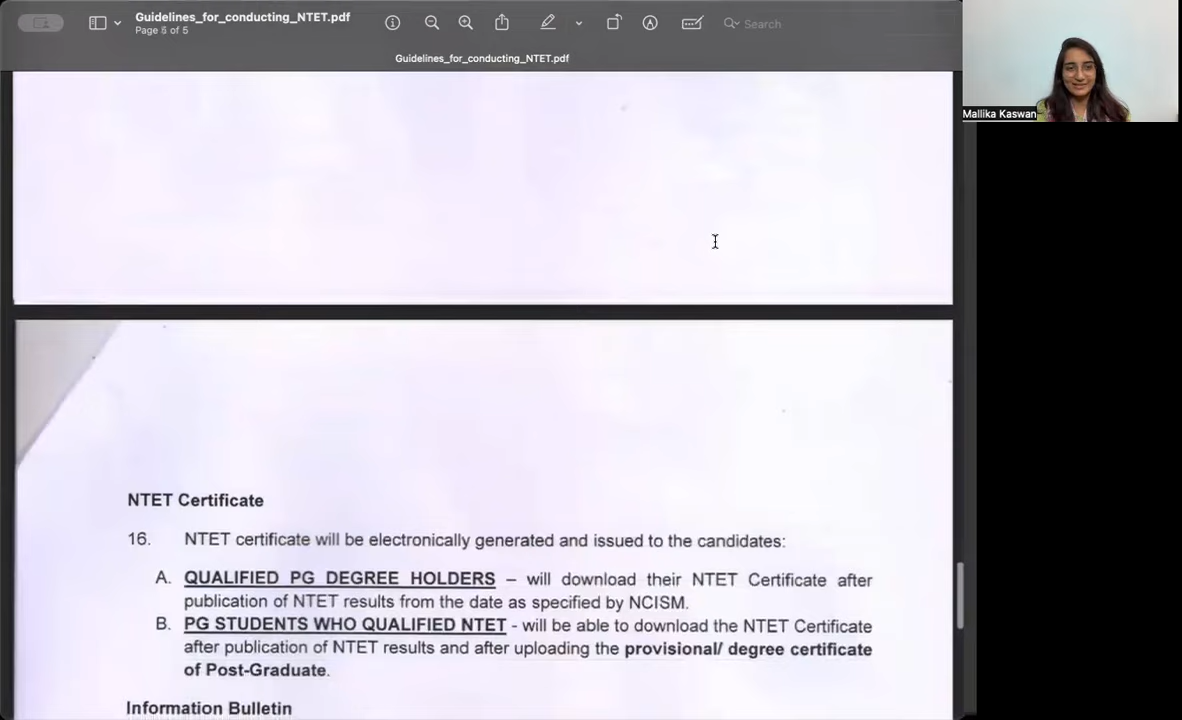 Guidelines_for_conducting_NTET.pdf
Page 5 of 5
Search
Guidelines_for_conducting_NTET.pdf
Mallika Kaswan
NTET Certificate
16. NTET certificate will be electronically generated and issued to the candidates:
A. QUALIFIED PG DEGREE HOLDERS – will download their NTET Certificate after
publication of NTET results from the date as specified by NCISM.
B. PG STUDENTS WHO QUALIFIED NTET - will be able to download the NTET Certificate
after publication of NTET results and after uploading the provisional/ degree certificate
of Post-Graduate.
Information Bulletin